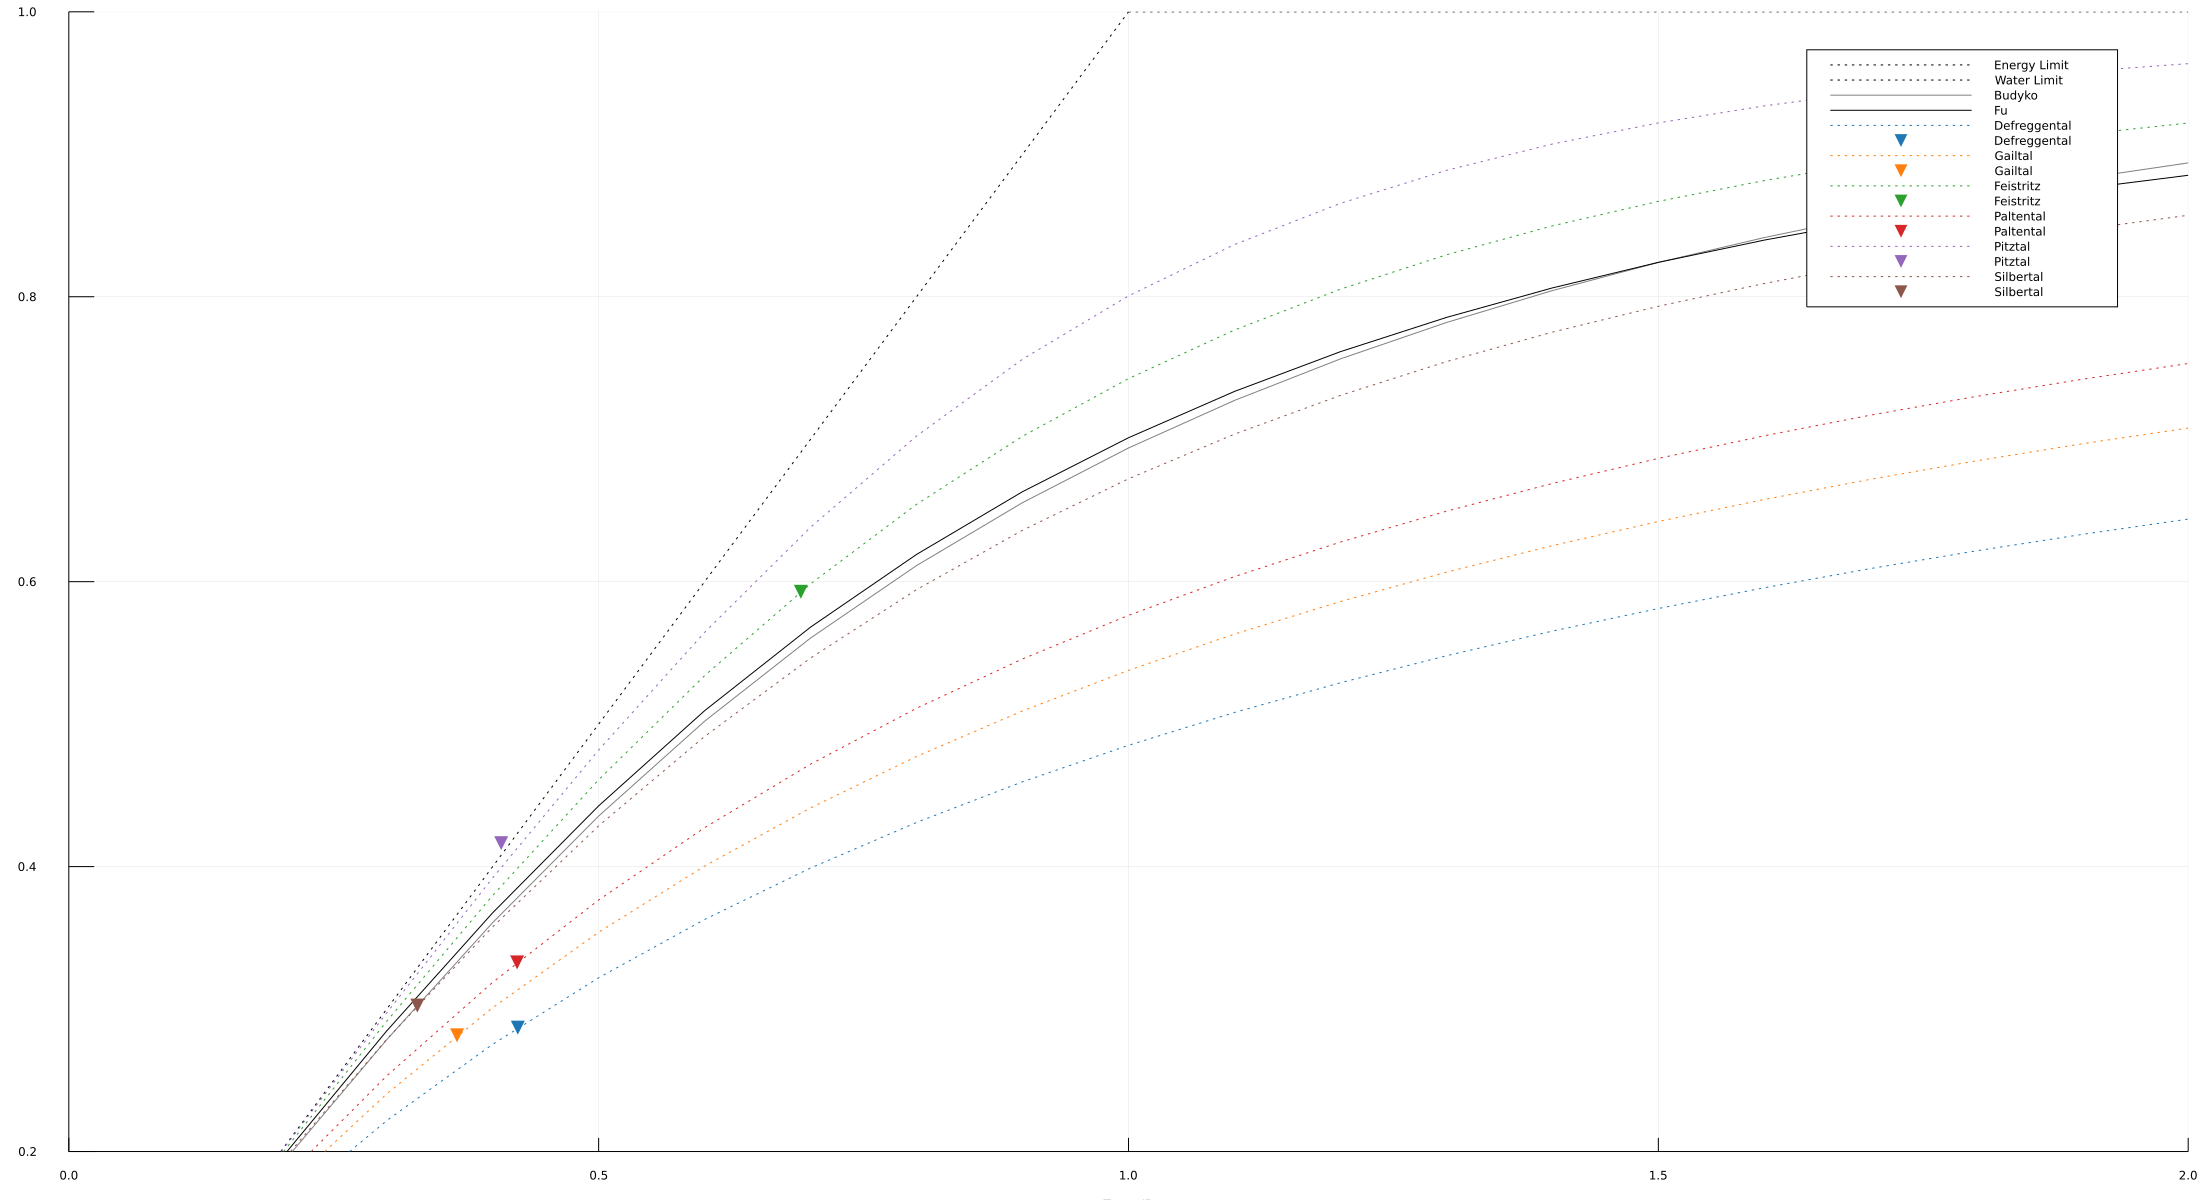 1.0
0.8
0.6
0.4
0.2
0.0
0.5
1.0
1.5
2.0
Energy Limit
Water Limit
Budyko
Fu
Defreggental
Defreggental
Gailtal
Gailtal
Feistritz
Feistritz
Paltental
Paltental
Pitztal
Pitztal
Silbertal
Silbertal